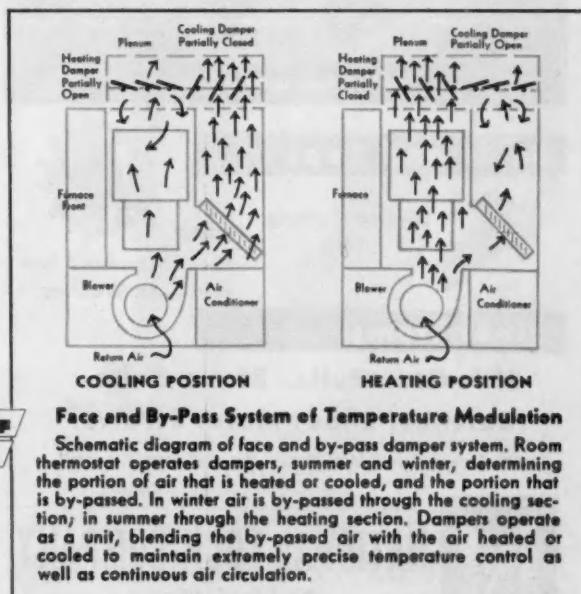 Plenum
Cooling Damper
Partially Closed
Heating
Damper
Partially
Open
Furnace
Front
Blower
Air
Conditioner
Return Air
COOLING POSITION
Plenum
Cooling Damper
Partially Open
Heating
Damper
Partially
Closed
Furnace
Blower
Air
Conditioner
Return Air
HEATING POSITION
F
Face and By-Pass System of Temperature Modulation
Schematic diagram of face and by-pass damper system. Room
thermostat operates dampers, summer and winter, determining
the portion of air that is heated or cooled, and the portion that
is by-passed. In winter air is by-passed through the cooling sec-
tion; in summer through the heating section. Dampers operate
as a unit, blending the by-passed air with the air heated or
cooled to maintain extremely precise temperature control as
well as continuous air circulation.